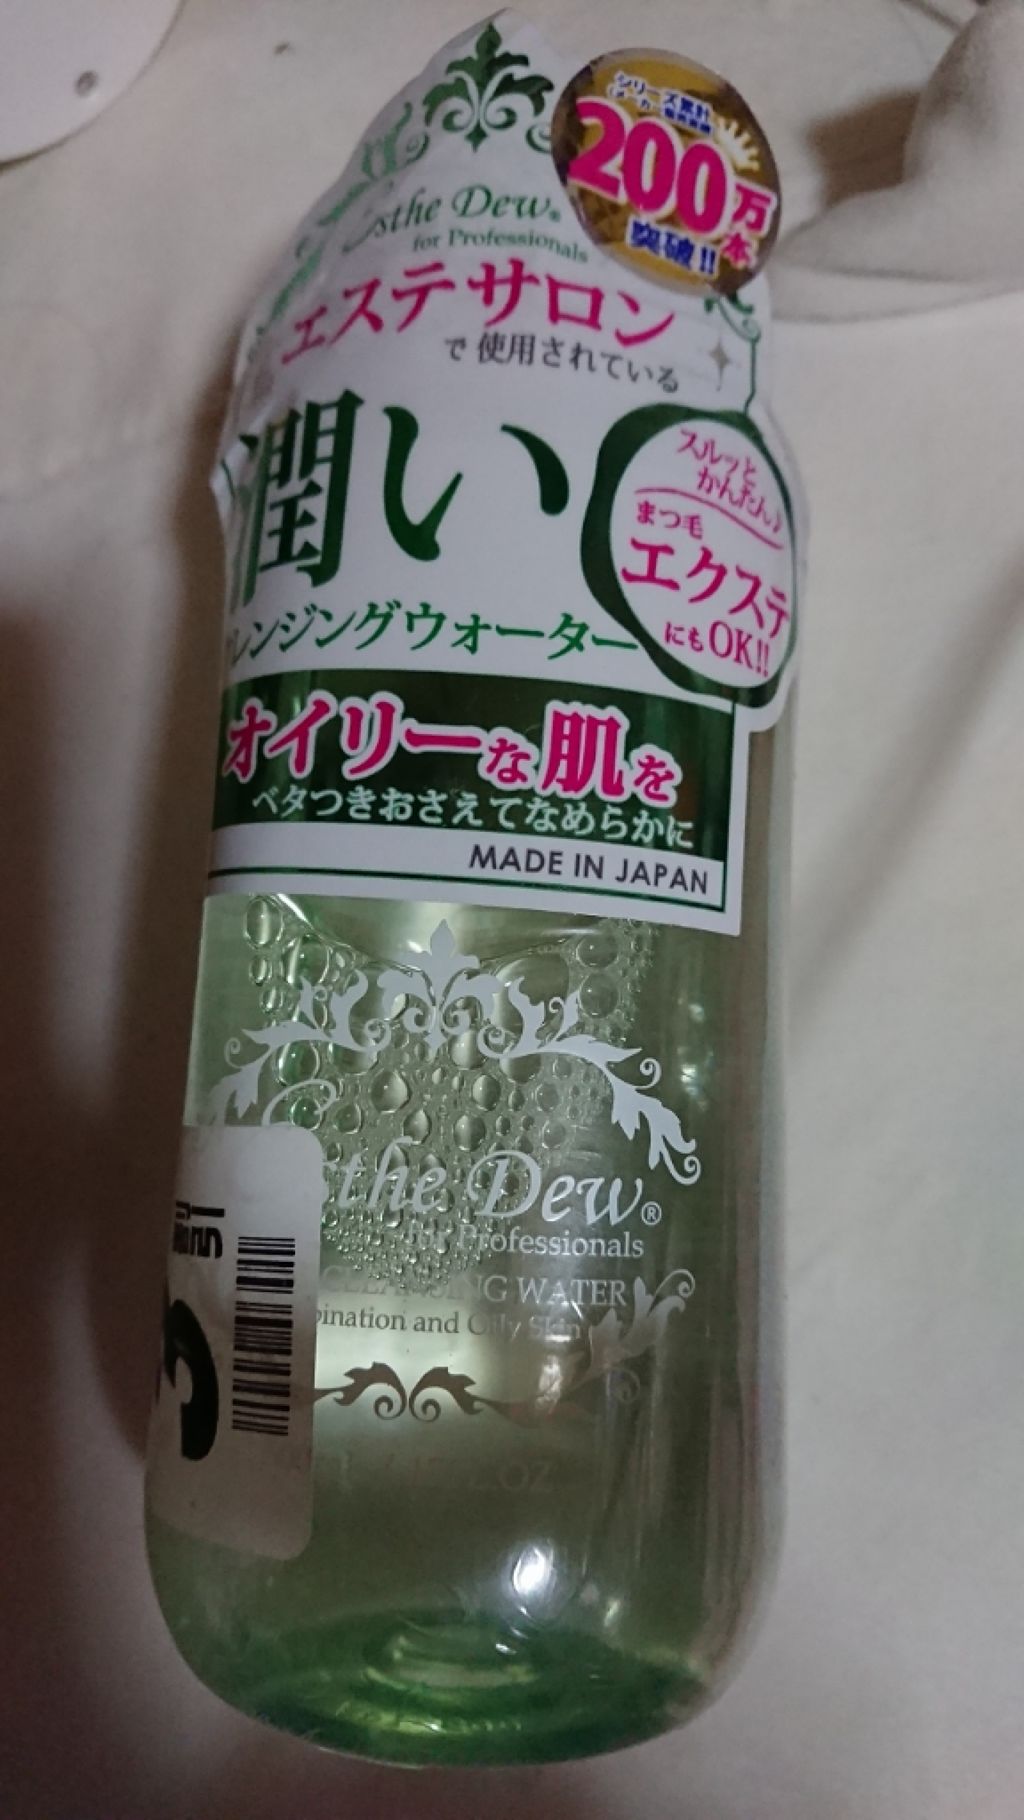 シリーズ累計
200万本
突破!!
Esthe Dew®
for Professionals
エステサロン
で使用されている
潤い
クレンジングウォーター
スルッと
かんたん♪
まつ毛
エクステ
にもOK!!
オイリーな肌を
ベタつきおさえてなめらかに
MADE IN JAPAN
Esthe Dew®
for Professionals
CLEANSING WATER
and Oily Skin